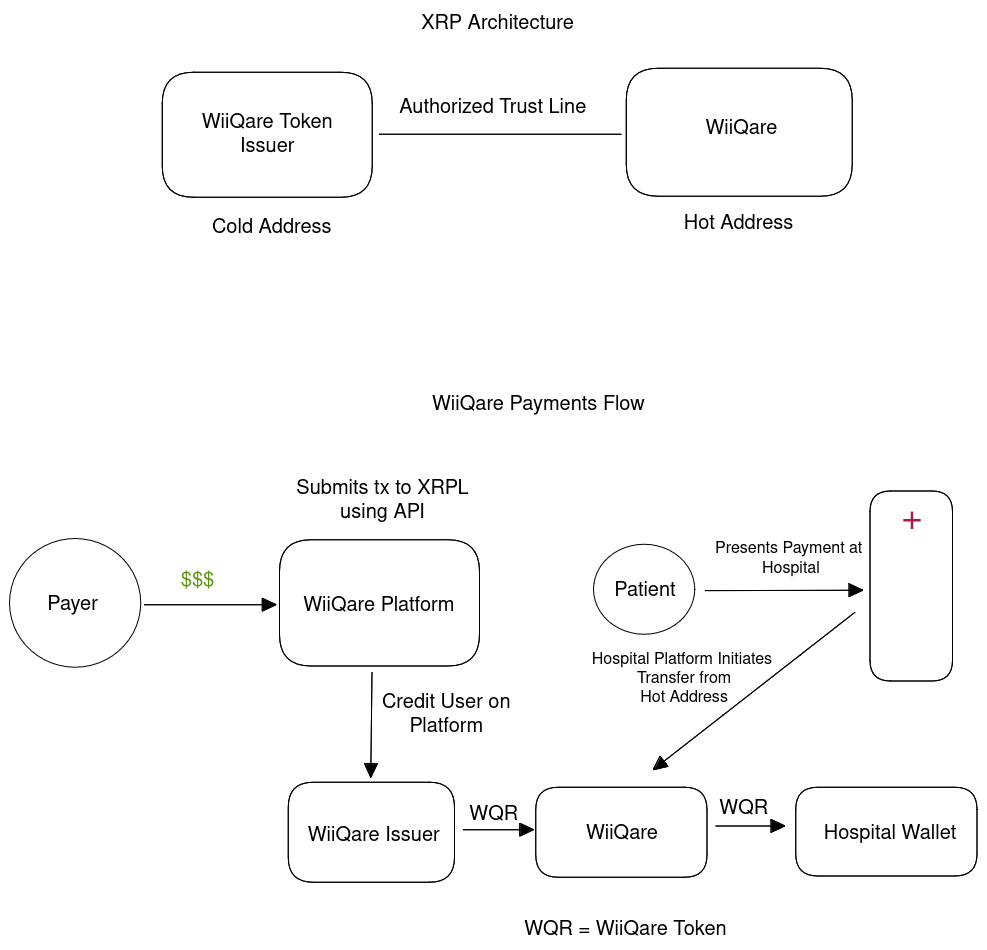 XRP Architecture
WiiQare Token
Issuer
Authorized Trust Line
WiiQare
Cold Address
Hot Address
WiiQare Payments Flow
Submits tx to XRPL
using API
Payer
$$$
WiiQare Platform
Patient
Presents Payment at
Hospital
+
Hospital Platform Initiates
Transfer from
Hot Address
Credit User on
Platform
WiiQare Issuer
WQR
WiiQare
WQR
Hospital Wallet
WQR = WiiQare Token